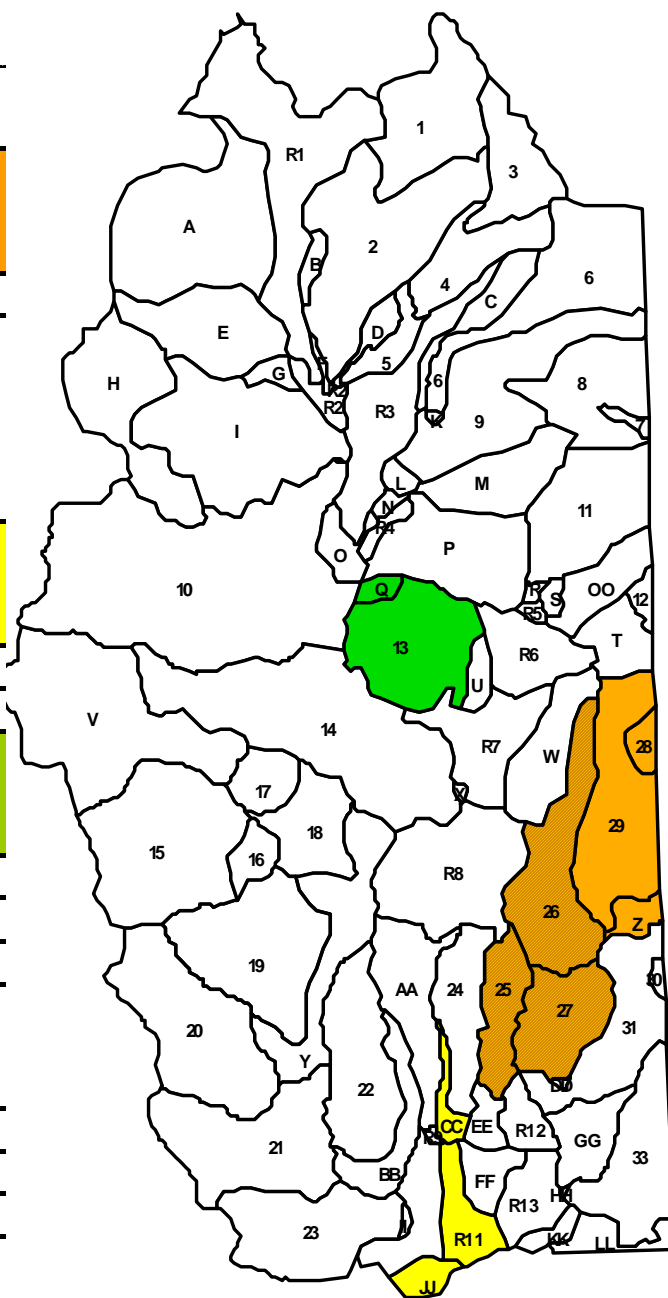 1
R1
3
A
2
B
4
6
C
E
D
F
5
G
R2
R2
H
6
8
R3
K
9
7
I
L
M
N
11
R4
O
P
10
Q
R
S
OO
12
R5
13
T
R6
U
V
14
R7
W
28
17
X
29
18
15
16
R8
26
Z
19
AA
24
25
30
27
20
31
Y
22
DD
CC
EE
R12
GG
33
21
BB
FF
HH
R13
23
R11
KK
LL
JJ